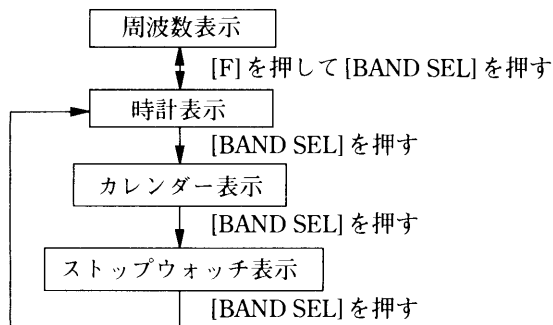 周波数表示
[F]を押して[BAND SEL]を押す
時計表示
[BAND SEL]を押す
カレンダー表示
[BAND SEL]を押す
ストップウォッチ表示
[BAND SEL]を押す